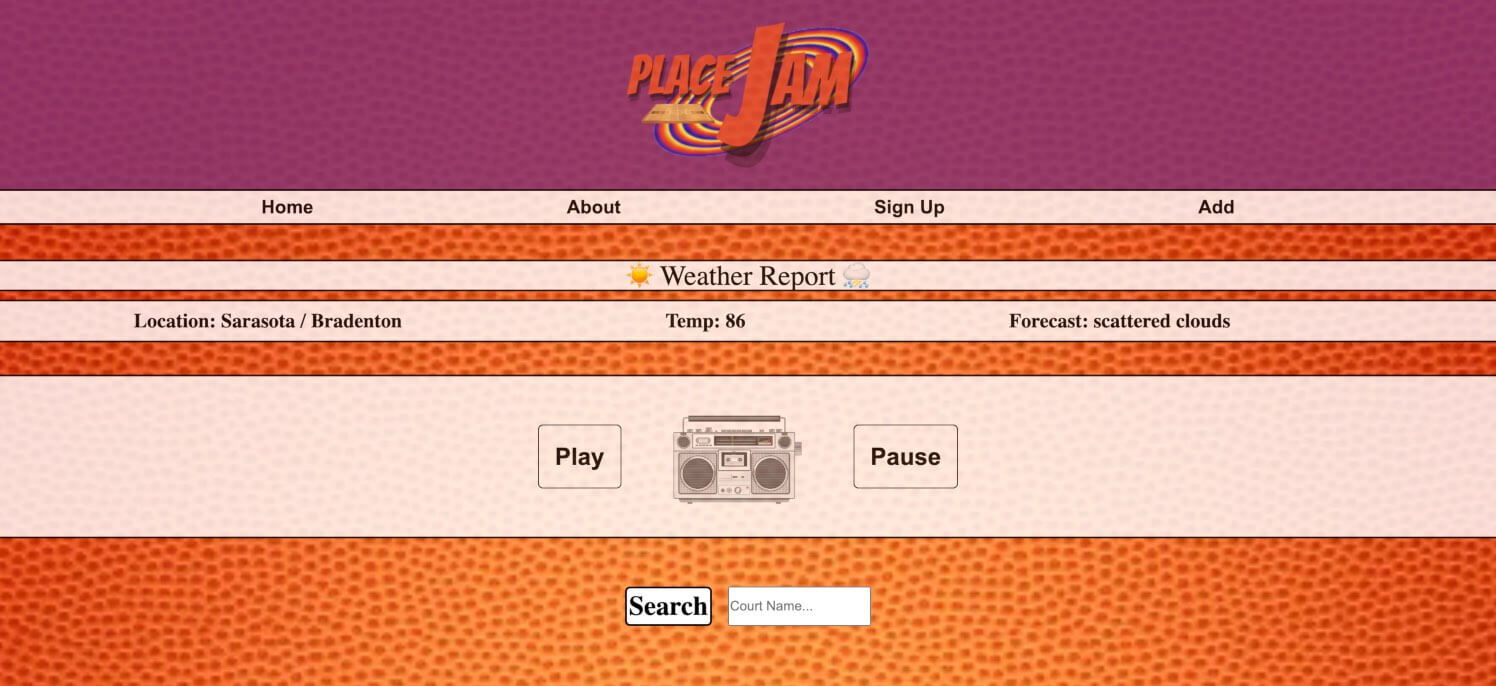 PLACE JAM
Home About Sign Up Add
☀️ Weather Report ⛈️
Location: Sarasota / Bradenton Temp: 86 Forecast: scattered clouds
Play Pause
Search Court Name...